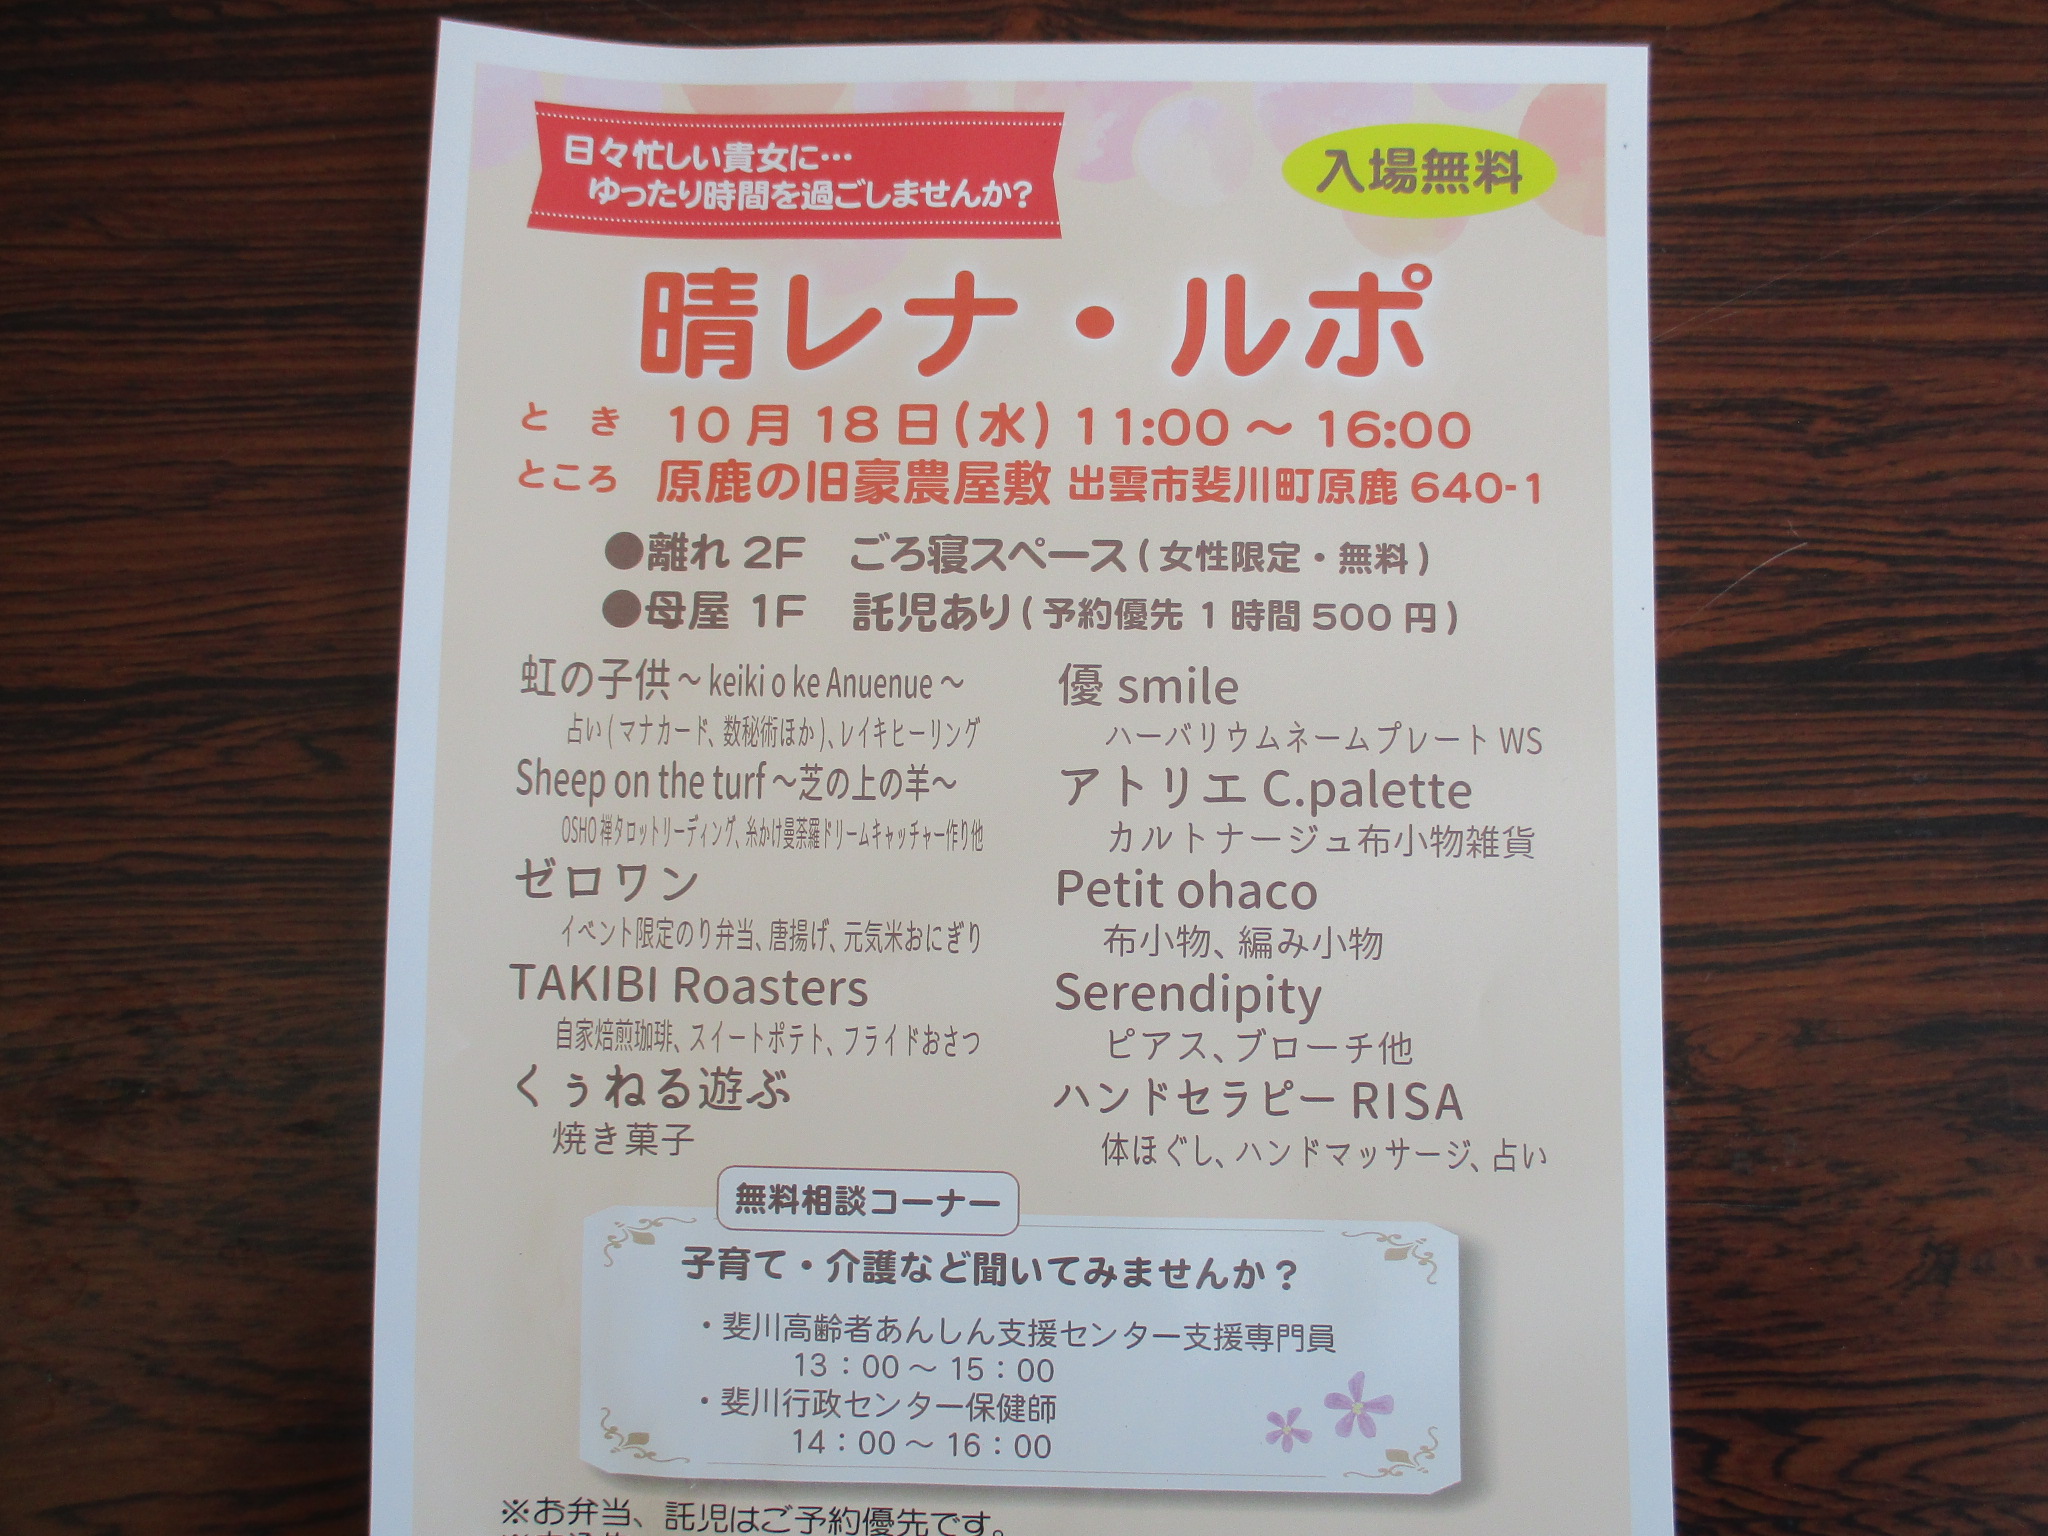 日々忙しい貴女に…
ゆったり時間を過ごしませんか?
入場無料
晴レナ・ルポ
とき 10月18日(水) 11:00～16:00
ところ 原鹿の旧豪農屋敷 出雲市斐川町原鹿 640-1
●離れ 2F ごろ寝スペース(女性限定・無料)
●母屋 1F 託児あり(予約優先 1時間 500円)
虹の子供～keiki o ke Anuenue～
占い(マナカード、数秘術ほか)、レイキヒーリング
Sheep on the turf～芝の上の羊～
OSHO禅タロットリーディング、糸かけ曼荼羅ドリームキャッチャー作り他
ゼロワン
イベント限定のり弁当、唐揚げ、元気米おにぎり
TAKIBI Roasters
自家焙煎珈琲、スイートポテト、フライドおさつ
くぅねる遊ぶ
焼き菓子
優 smile
ハーバリウムネームプレート WS
アトリエ C.palette
カルトナージュ布小物雑貨
Petit ohaco
布小物、編み小物
Serendipity
ピアス、ブローチ他
ハンドセラピー RISA
体ほぐし、ハンドマッサージ、占い
無料相談コーナー
子育て・介護など聞いてみませんか？
・斐川高齢者あんしん支援センター支援専門員
13：00～15：00
・斐川行政センター保健師
14：00～16：00
※お弁当、託児はご予約優先です。